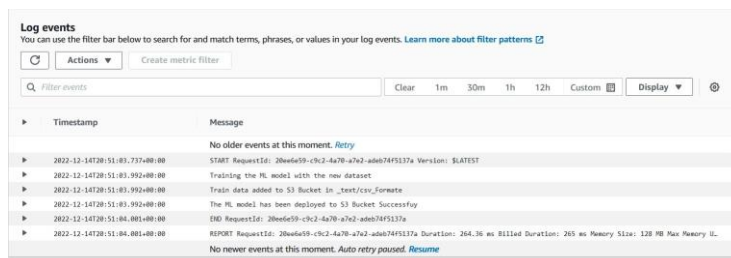 Log events
You can use the filter bar below to search for and match terms, phrases, or values in your log events. Learn more about filter patterns
Actions ▼ Create metric filter
Filter events Clear 1m 30m 1h 12h Custom Display ▼
Timestamp Message
No older events at this moment. Retry
2022-12-14T20:51:03.737+00:00 START RequestId: 20ee6e59-c9c2-4a70-a7e2-adeb74f5137a Version: $LATEST
2022-12-14T20:51:03.992+00:00 Training the ML model with the new dataset
2022-12-14T20:51:03.992+00:00 Train data added to S3 Bucket in _text/csv_Formate
2022-12-14T20:51:03.992+00:00 The ML model has been deployed to S3 Bucket Successfuy
2022-12-14T20:51:04.001+00:00 END RequestId: 20ee6e59-c9c2-4a70-a7e2-adeb74f5137a
2022-12-14T20:51:04.001+00:00 REPORT RequestId: 20ee6e59-c9c2-4a70-a7e2-adeb74f5137a Duration: 264.36 ms Billed Duration: 265 ms Memory Size: 128 MB Max Memory U…
No newer events at this moment. Auto retry paused. Resume